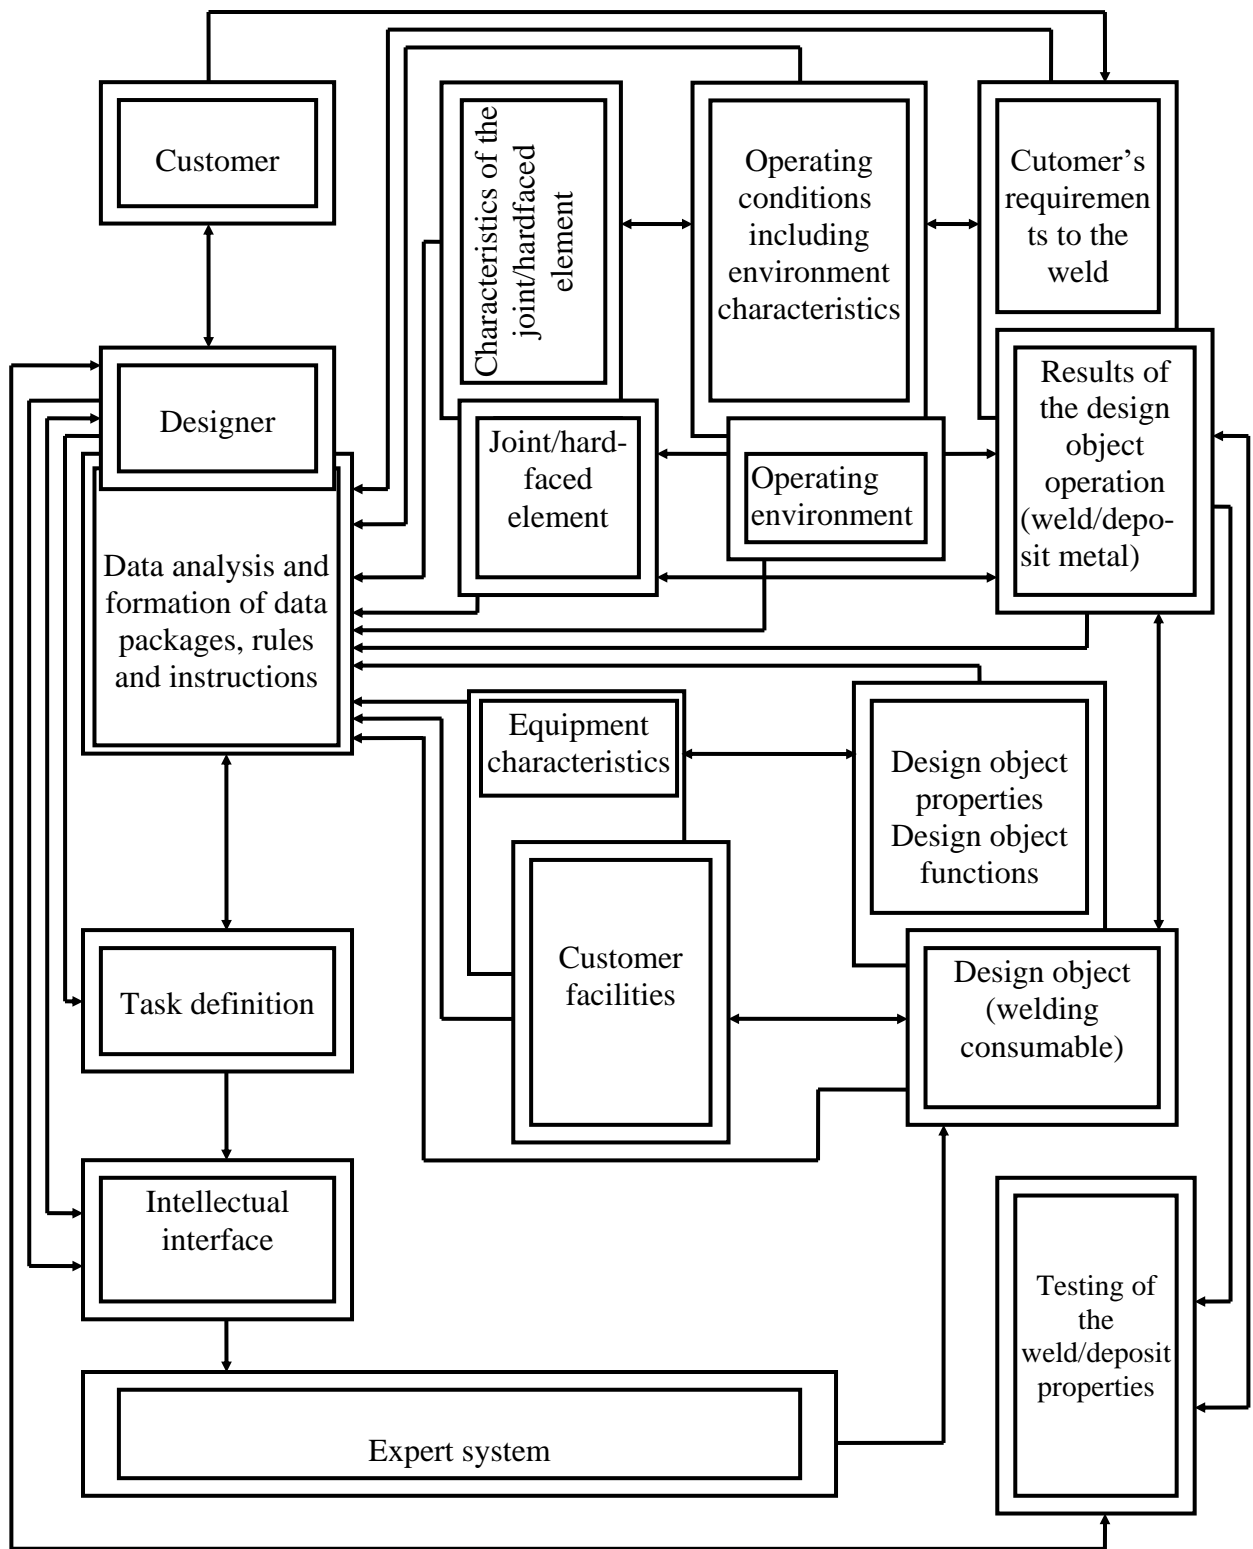 Customer
Characteristics of the
joint/hardfaced
element
Operating
conditions
including
environment
characteristics
Cutomer’s
requiremen
ts to the
weld
Designer
Joint/hard-
faced
element
Operating
environment
Results of
the design
object
operation
(weld/depo-
sit metal)
Data analysis and
formation of data
packages, rules
and instructions
Equipment
characteristics
Design object
properties
Design object
functions
Customer
facilities
Design object
(welding
consumable)
Task definition
Intellectual
interface
Testing of
the
weld/deposit
properties
Expert system